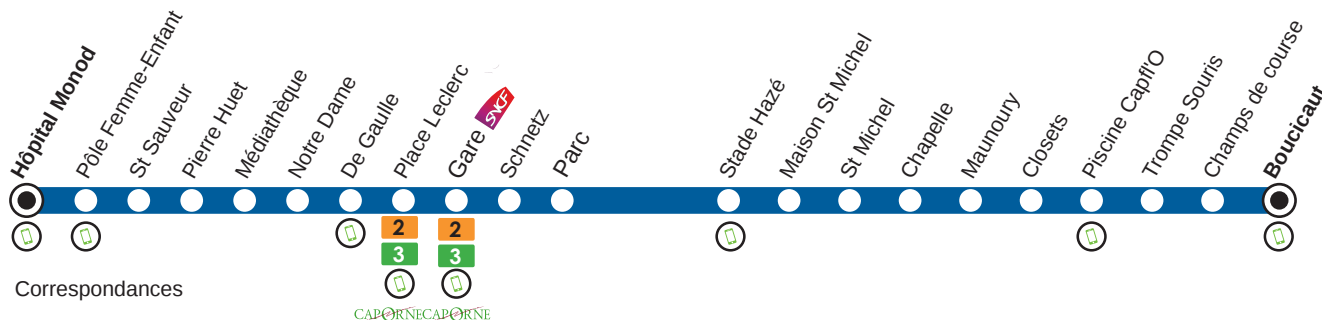 Hôpital Monod
Pôle Femme-Enfant
St Sauveur
Pierre Huet
Médiathèque
Notre Dame
De Gaulle
Place Leclerc
Gare SNCF
Schmetz
Parc
Stade Hazé
Maison St Michel
St Michel
Chapelle
Maunoury
Closets
Piscine Capfl'O
Trompe Souris
Champs de course
Boucicaut
2 2
3 3
Correspondances
CAPORNE CAPORNE